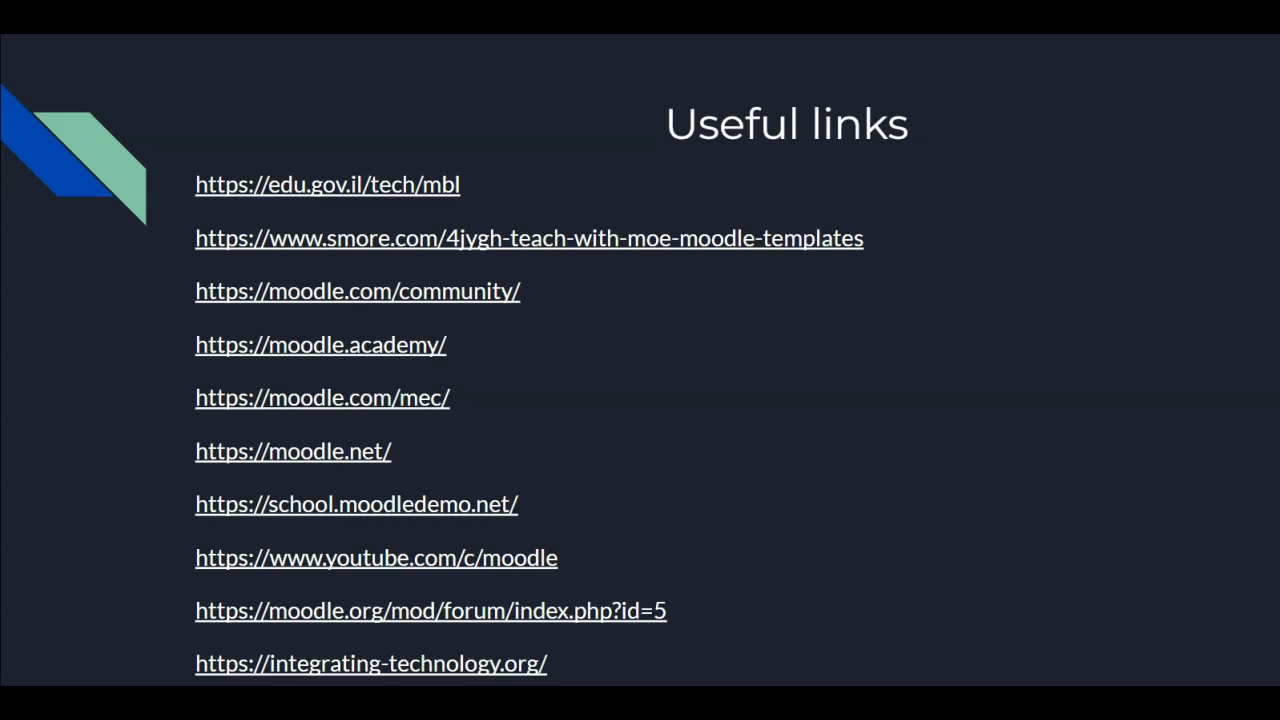 Useful links
https://edu.gov.il/tech/mbl
https://www.smore.com/4jygh-teach-with-moe-moodle-templates
https://moodle.com/community/
https://moodle.academy/
https://moodle.com/mec/
https://moodle.net/
https://school.moodledemo.net/
https://www.youtube.com/c/moodle
https://moodle.org/mod/forum/index.php?id=5
https://integrating-technology.org/